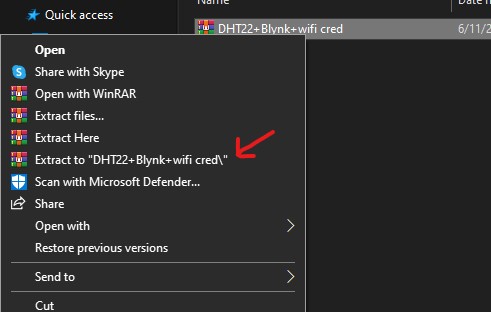 Quick access
Name
Date
DHT22+Blynk+wifi cred
6/11/2
Open
Share with Skype
Open with WinRAR
Extract files...
Extract Here
Extract to "DHT22+Blynk+wifi cred\"
Scan with Microsoft Defender...
Share
Open with
Restore previous versions
Send to
Cut